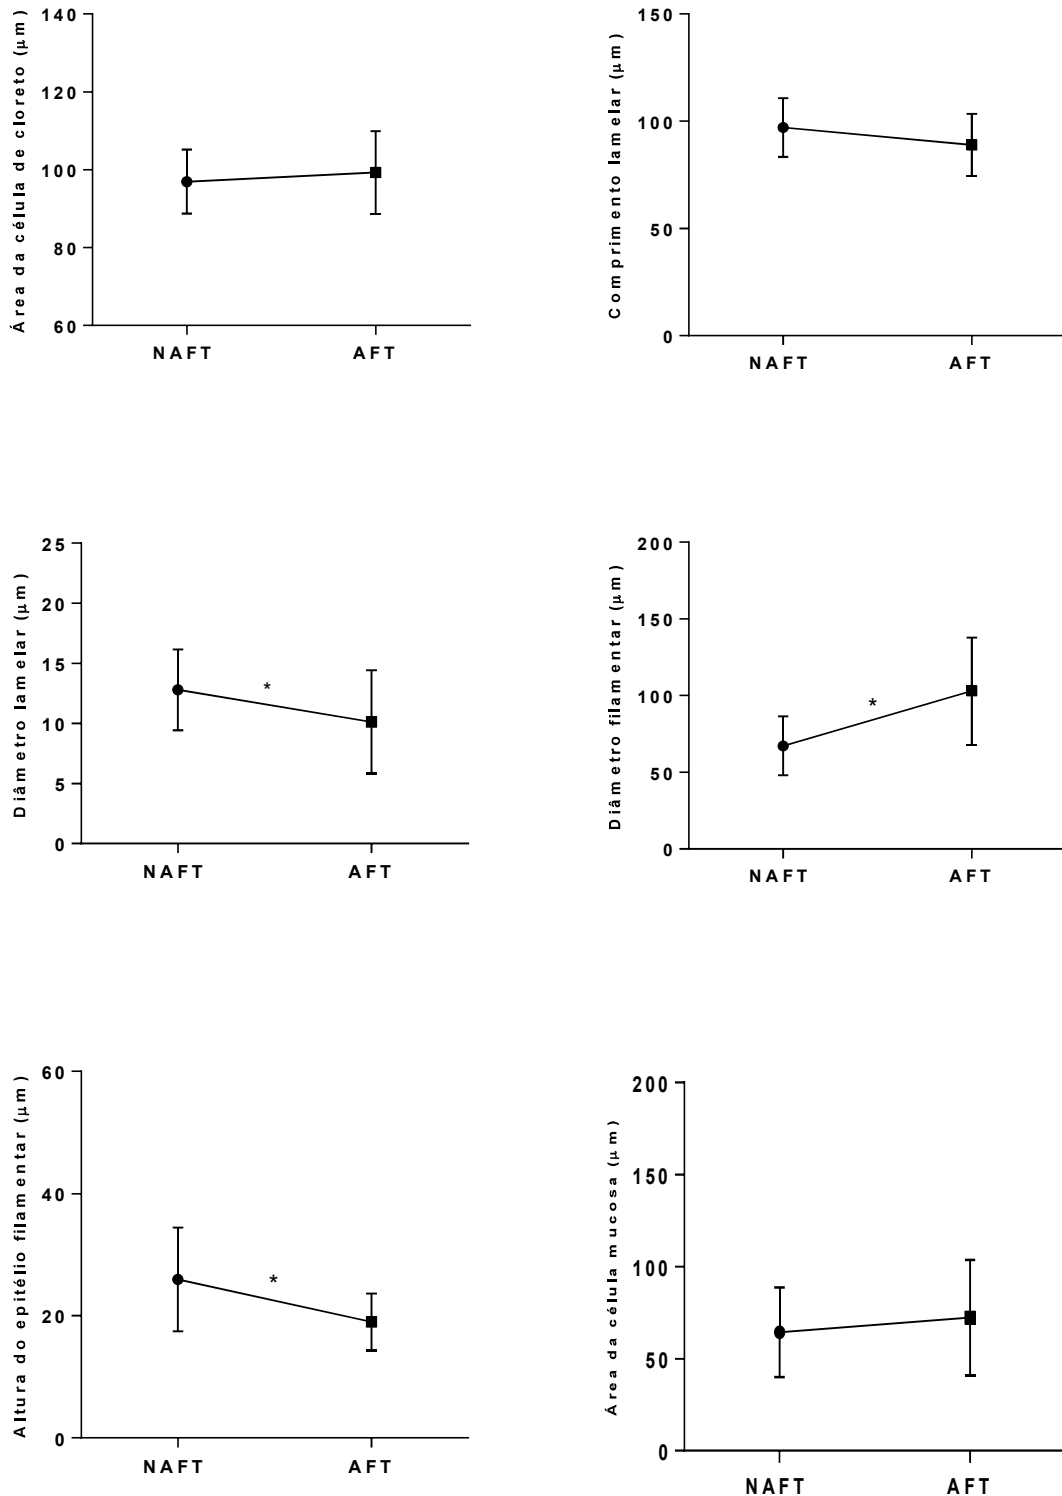 Área da célula de cloreto (µm)
140
120
100
80
60
NAFT AFT
Comprimento lamelar (µm)
150
100
50
0
NAFT AFT
Diâmetro lamelar (µm)
25
20
15
10
5
0
*
NAFT AFT
Diâmetro filamentar (µm)
200
150
100
50
0
*
NAFT AFT
Altura do epitélio filamentar (µm)
60
40
20
0
*
NAFT AFT
Área da célula mucosa (µm)
200
150
100
50
0
NAFT AFT